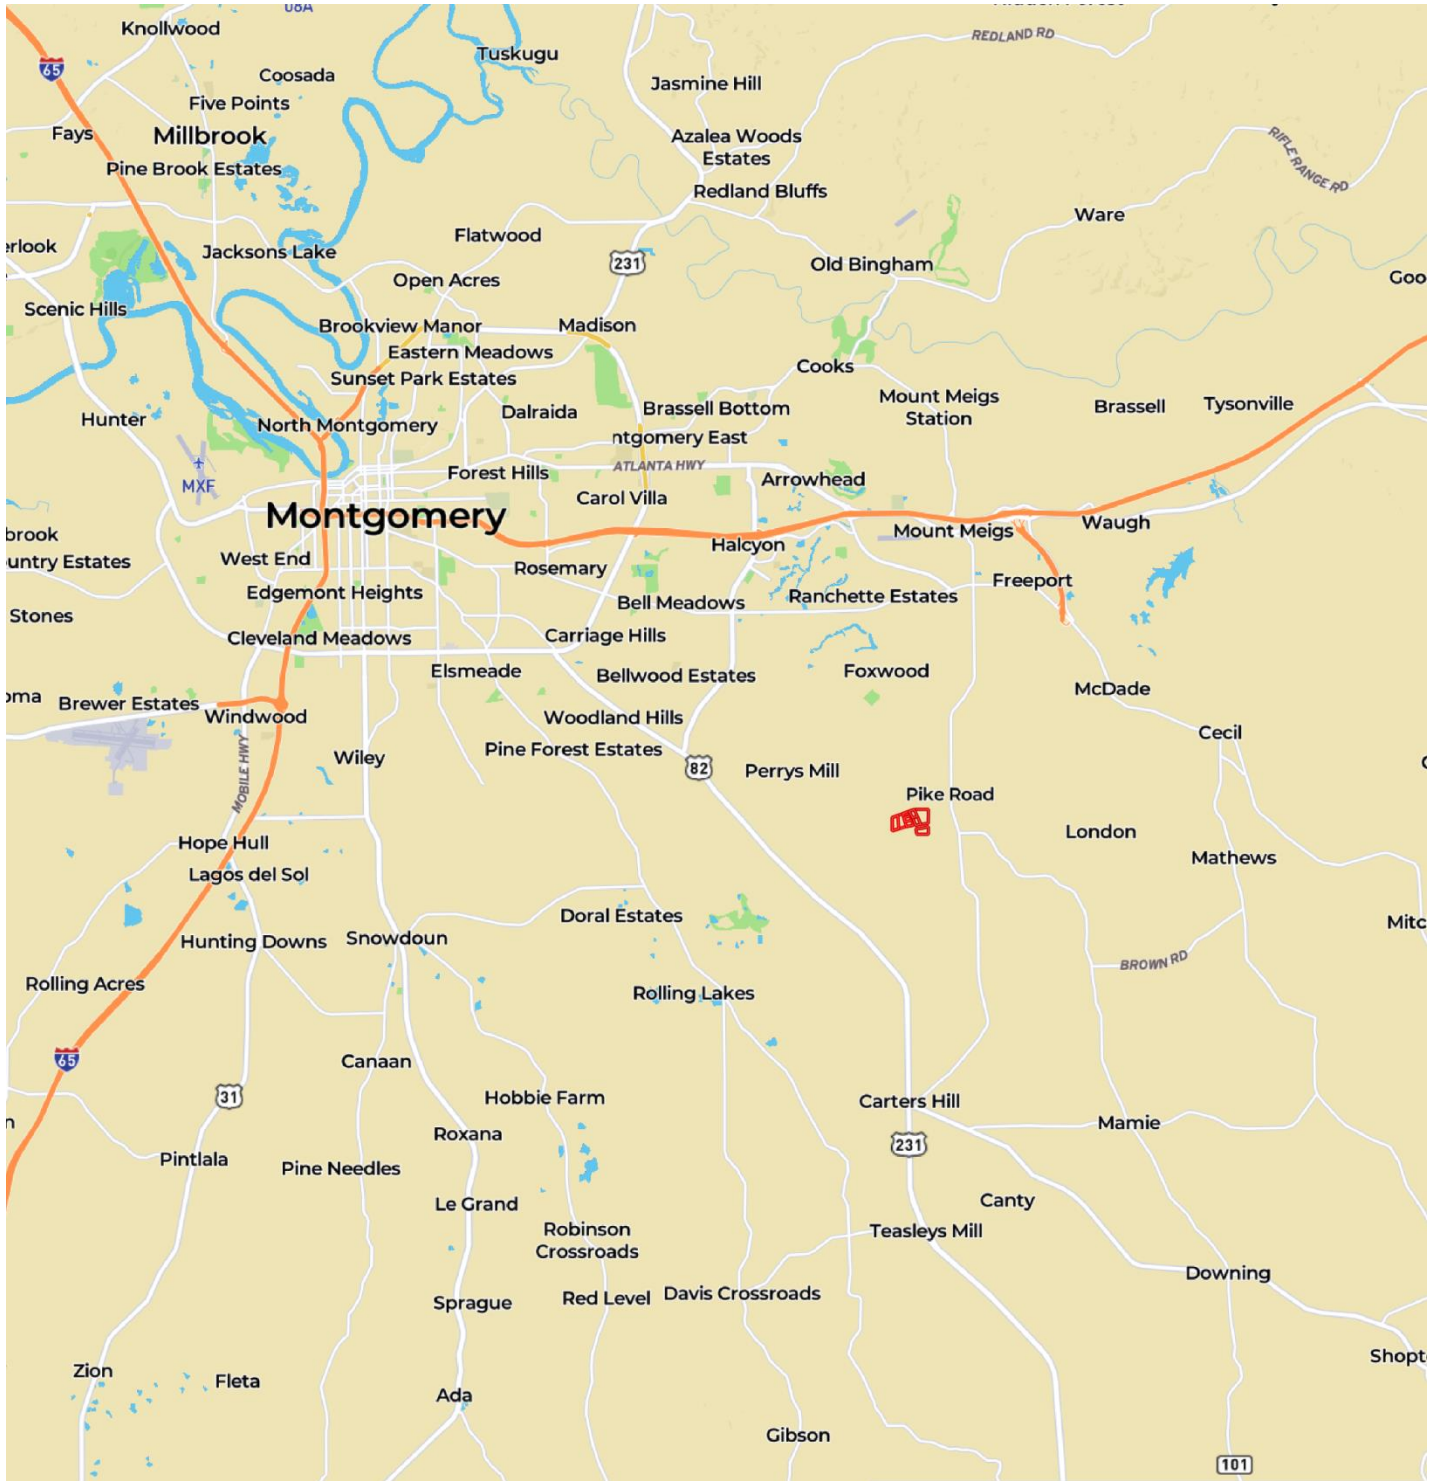 08A
Knollwood
REDLAND RD
65
Tuskugu
Coosada
Jasmine Hill
Five Points
Fays
Millbrook
Azalea Woods
Estates
RIFLE RANGE RD
Pine Brook Estates
Redland Bluffs
Ware
Flatwood
erlook
Jacksons Lake
231
Old Bingham
Open Acres
Goo
Scenic Hills
Brookview Manor
Madison
Eastern Meadows
Cooks
Sunset Park Estates
Mount Meigs
Station
Dalraida
Brassell Bottom
Brassell
Tysonville
Hunter
North Montgomery
ntgomery East
ATLANTA HWY
Forest Hills
Arrowhead
MXF
Carol Villa
Montgomery
Waugh
Mount Meigs
brook
Halcyon
West End
untry Estates
Rosemary
Freeport
Edgemont Heights
Bell Meadows
Ranchette Estates
Stones
Cleveland Meadows
Carriage Hills
Elsmeade
Bellwood Estates
Foxwood
McDade
oma
Brewer Estates
Windwood
Woodland Hills
Cecil
Pine Forest Estates
Wiley
82
Perrys Mill
MOBILE HWY
Pike Road
London
Hope Hull
Mathews
Lagos del Sol
Doral Estates
Mitc
Hunting Downs
Snowdoun
BROWN RD
Rolling Acres
Rolling Lakes
65
Canaan
31
Hobbie Farm
Carters Hill
n
Mamie
Roxana
231
Pintlala
Pine Needles
Canty
Le Grand
Robinson
Crossroads
Teasleys Mill
Downing
Sprague
Red Level
Davis Crossroads
Zion
Shopt
Fleta
Ada
Gibson
101